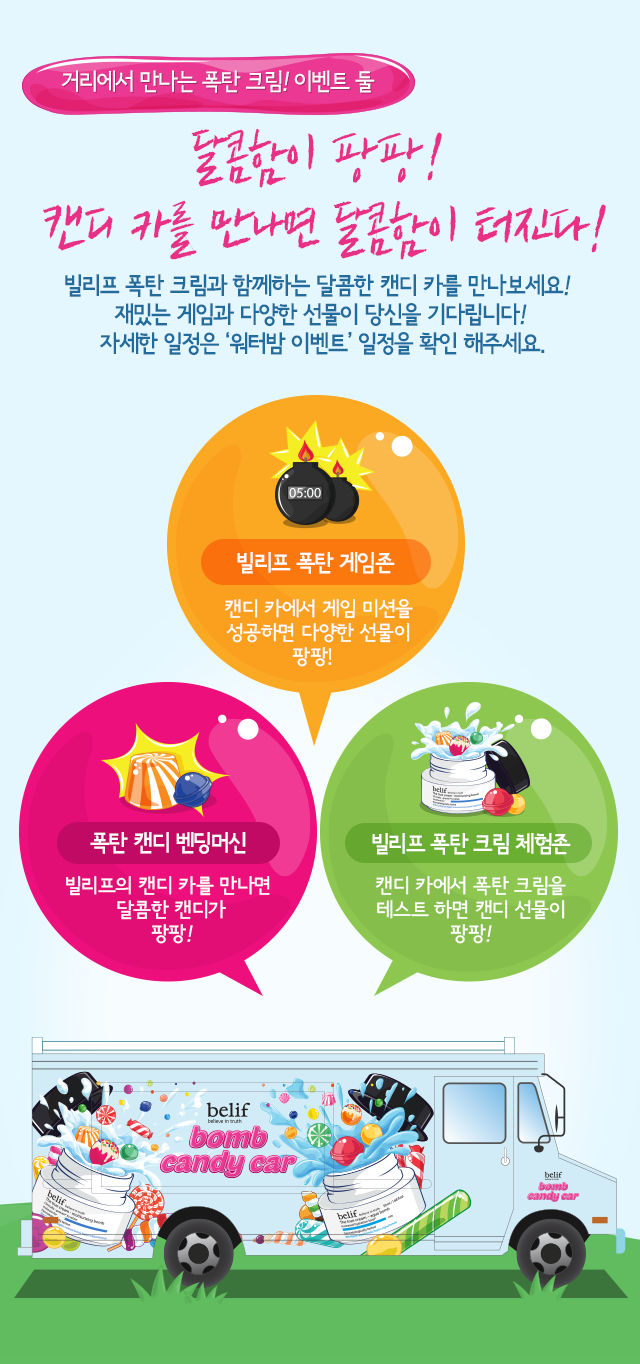 거리에서 만나는 폭탄 크림! 이벤트 둘
달콤함이 팡팡!
캔디 카를 만나면 달콤함이 터진다!
빌리프 폭탄 크림과 함께하는 달콤한 캔디 카를 만나보세요!
재밌는 게임과 다양한 선물이 당신을 기다립니다!
자세한 일정은 ‘워터밤 이벤트’ 일정을 확인 해주세요.
05:00
빌리프 폭탄 게임존
캔디 카에서 게임 미션을
성공하면 다양한 선물이
팡팡!
폭탄 캔디 벤딩머신
빌리프의 캔디 카를 만나면
달콤한 캔디가
팡팡!
belif
빌리프 폭탄 크림 체험존
캔디 카에서 폭탄 크림을
테스트 하면 캔디 선물이
팡팡!
belif
believe in truth
bomb
candy car
belif
belif
belif
bomb
candy car